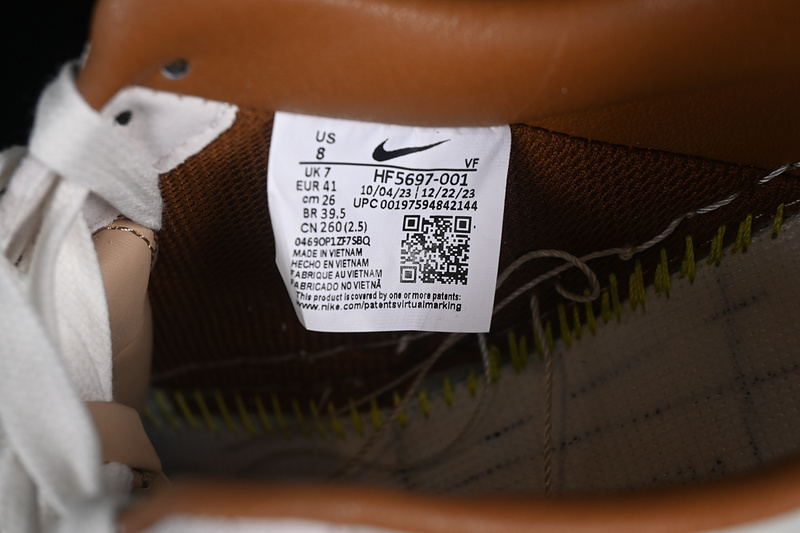 US
8
VF
UK 7
HF5697-001
EUR 41
10/04/23 | 12/22/23
cm 26
UPC 00197594842144
BR 39.5
CN 260 (2.5)
0469OP1ZF7SBQ
MADE IN VIETNAM
HECHO EN VIETNAM
FABRIQUE AU VIETNAM
FABRICADO NO VIETNÃ
This product is covered by one or more patents:
www.nike.com/patentsvirtualmarking